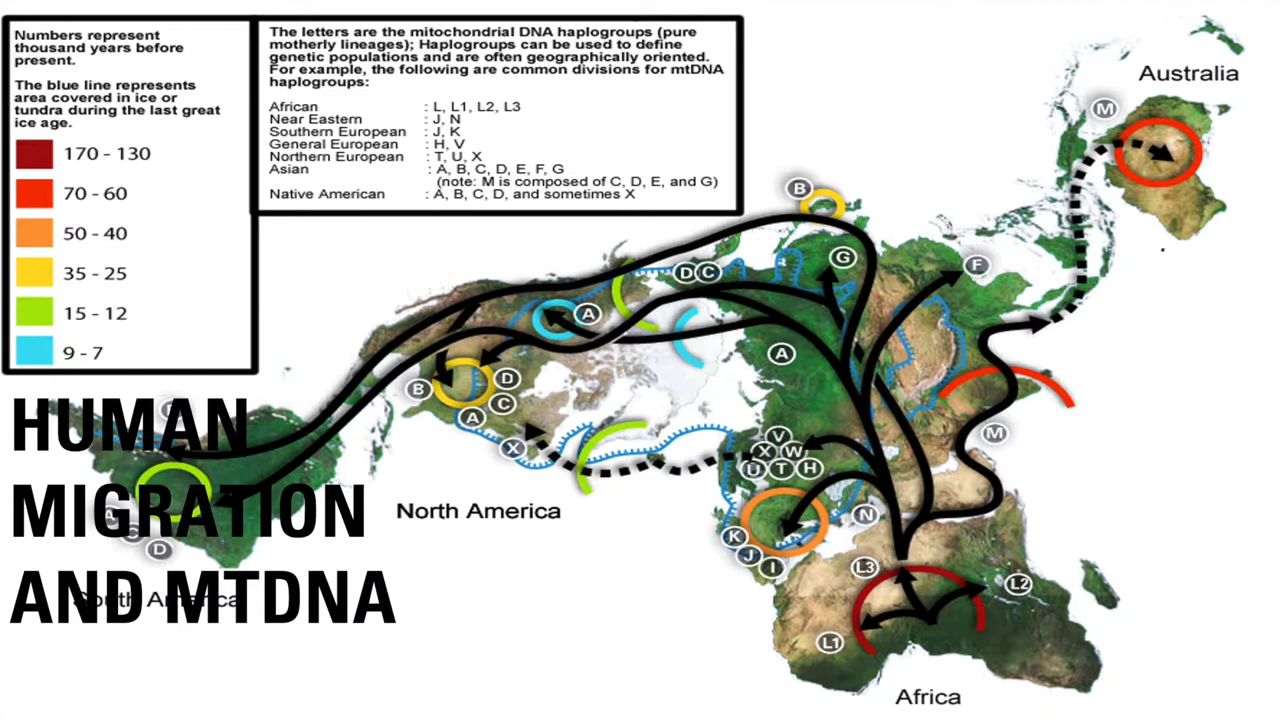 Numbers represent
thousand years before
present.
The blue line represents
area covered in ice or
tundra during the last great
ice age.
170 - 130
70 - 60
50 - 40
35 - 25
15 - 12
9 - 7
The letters are the mitochondrial DNA haplogroups (pure
motherly lineages); Haplogroups can be used to define
genetic populations and are often geographically oriented.
For example, the following are common divisions for mtDNA
haplogroups:
African : L, L1, L2, L3
Near Eastern : J, N
Southern European : J, K
General European : H, V
Northern European : T, U, X
Asian : A, B, C, D, E, F, G
(note: M is composed of C, D, E, and G)
Native American : A, B, C, D, and sometimes X
Australia
M
B
G
F
D C
A
A
B
D
C
A
X
M
V
X W
U T H
N
K
J
I
L3
L2
L1
North America
HUMAN
MIGRATION
AND MTDNA
C
D
South America
Africa